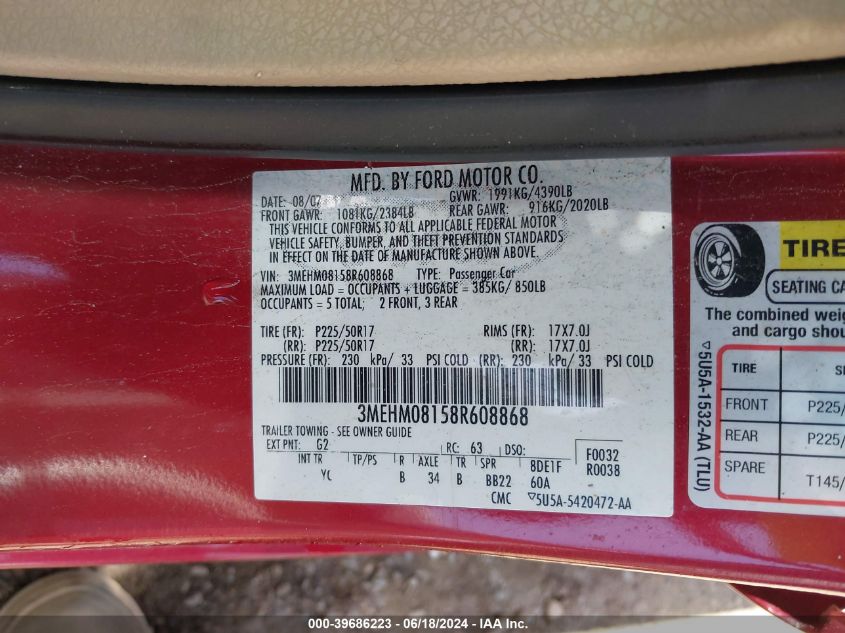 MFD. BY FORD MOTOR CO.
DATE: 08/07 GVWR: 1991KG/4390LB
FRONT GAWR: 1081KG/2384LB REAR GAWR: 916KG/2020LB
THIS VEHICLE CONFORMS TO ALL APPLICABLE FEDERAL MOTOR
VEHICLE SAFETY, BUMPER, AND THEFT PREVENTION STANDARDS
IN EFFECT ON THE DATE OF MANUFACTURE SHOWN ABOVE.
VIN: 3MEHM08158R608868 TYPE: Passenger Car
MAXIMUM LOAD = OCCUPANTS + LUGGAGE = 385KG/ 850LB
OCCUPANTS = 5 TOTAL; 2 FRONT, 3 REAR
TIRE (FR): P225/50R17 RIMS (FR): 17X7.0J
(RR): P225/50R17 (RR): 17X7.0J
PRESSURE (FR): 230 kPa/ 33 PSI COLD (RR): 230 kPa/ 33 PSI COLD
3MEHM08158R608868
TRAILER TOWING - SEE OWNER GUIDE
EXT PNT: G2 RC: 63 DSO: F0032
INT TR TP/PS R AXLE TR SPR 8DE1F R0038
YC B 34 B BB22 60A
CMC ▽5U5A-5420472-AA
TIRE
SEATING CA
The combined weig
and cargo shou
▽5U5A-1532-AA (TLU)
TIRE
FRONT P225/
REAR P225/
SPARE T145/
000-39686223 - 06/18/2024 - IAAI.com